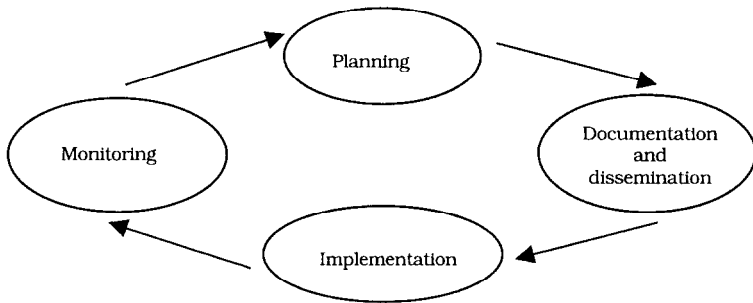 Planning
Documentation
and
dissemination
Implementation
Monitoring